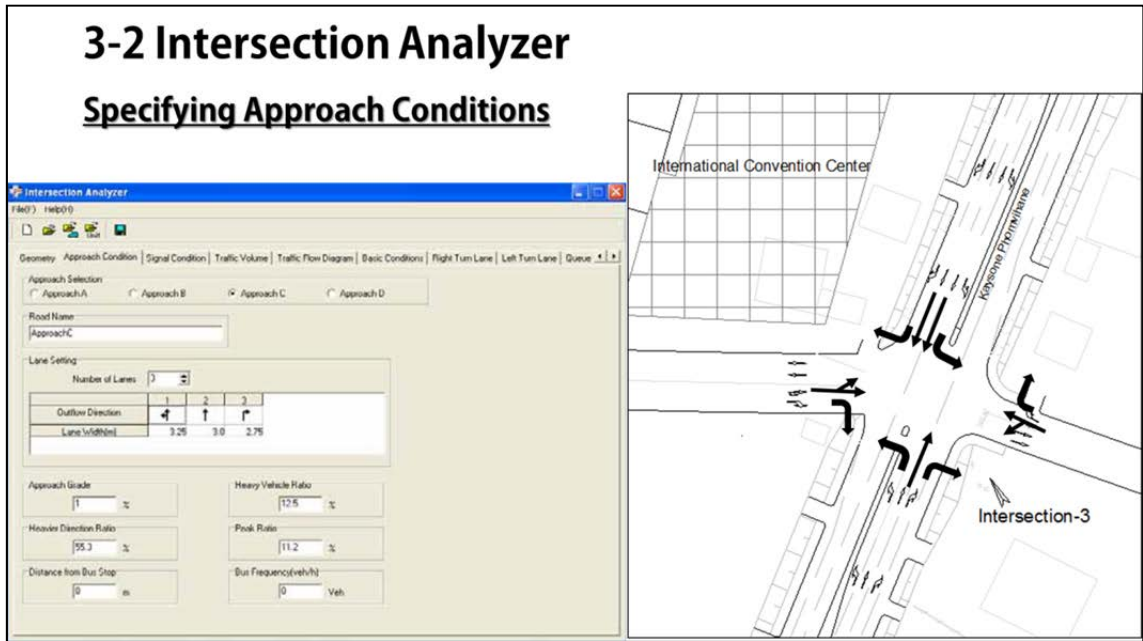 3-2 Intersection Analyzer
Specifying Approach Conditions
Intersection Analyzer
File(F) Help(H)
Geometry Approach Condition Signal Condition Traffic Volume Traffic Flow Diagram Basic Conditions Right Turn Lane Left Turn Lane Queue
Approach Selection
Approach A Approach B Approach C Approach D
Road Name
ApproachC
Lane Setting
Number of Lanes 3
1 2 3
Outflow Direction
Lane Width(m) 3.25 3.0 2.75
Approach Grade
1 %
Heavy Vehicle Ratio
12.5 %
Heavier Direction Ratio
55.3 %
Peak Ratio
11.2 %
Distance from Bus Stop
0 m
Bus Frequency(veh/h)
0 Veh
International Convention Center
Kaysone Phomvihane
Intersection-3